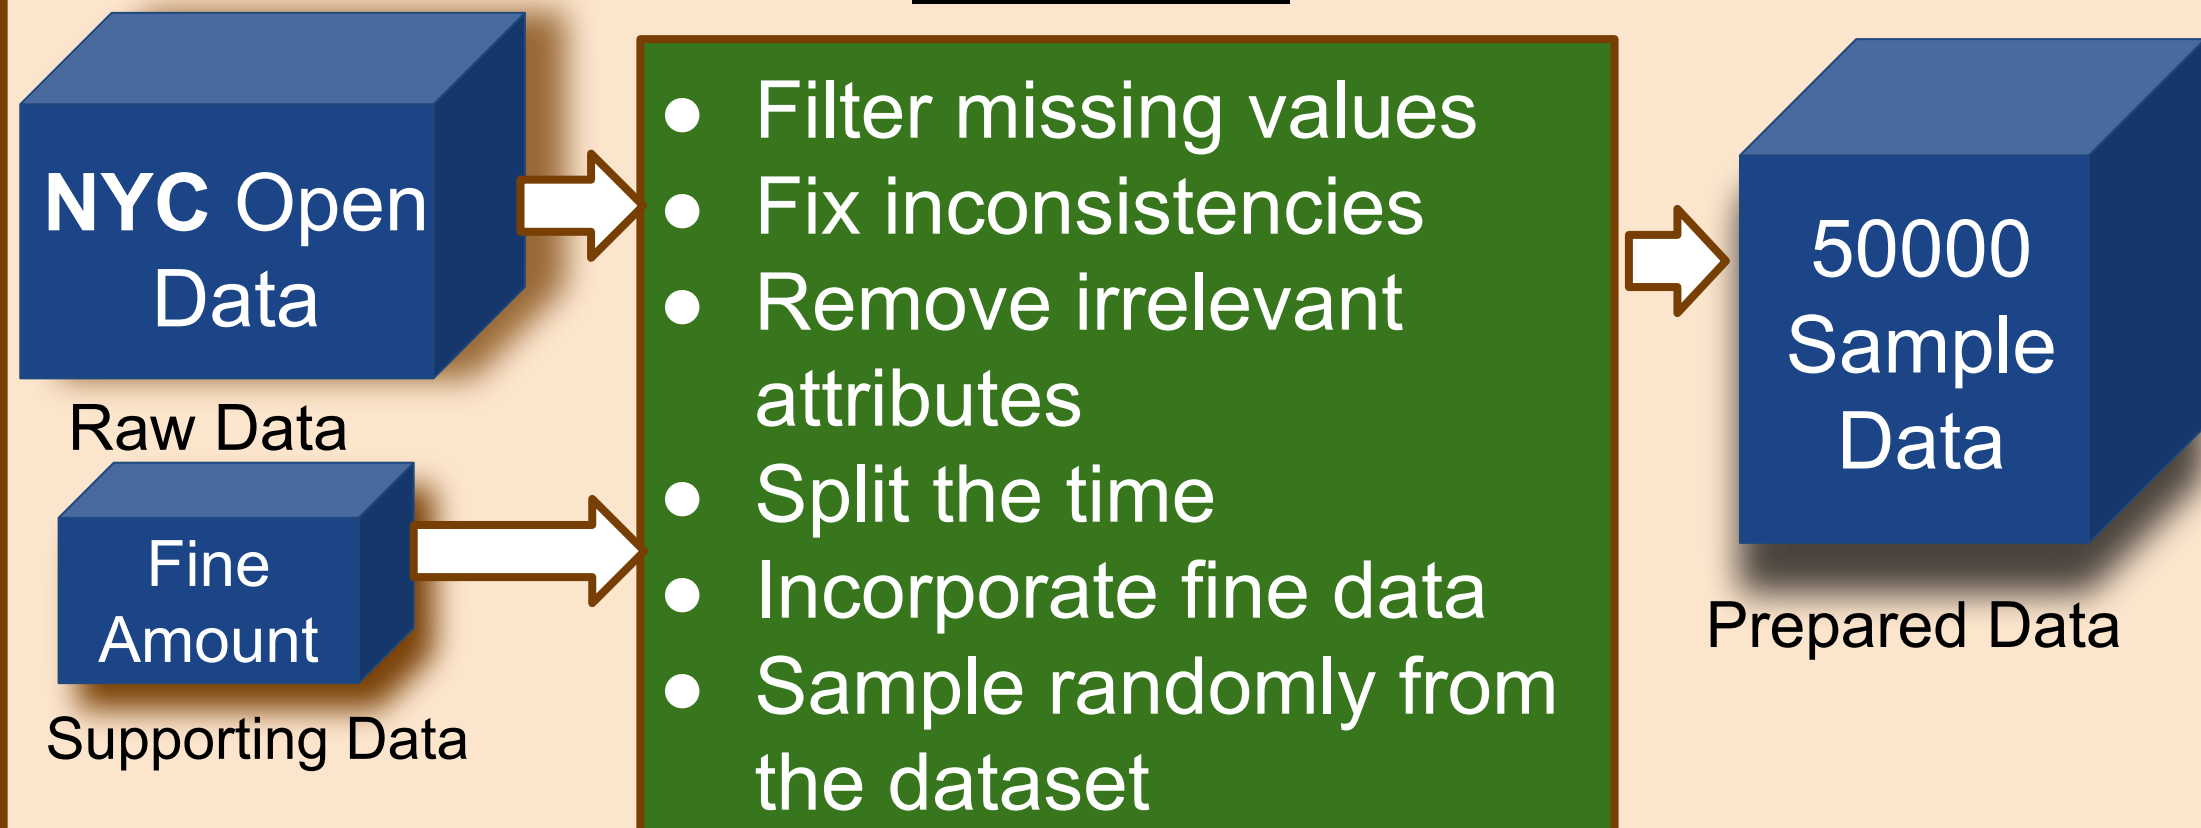 NYC Open
Data
Raw Data
Fine
Amount
Supporting Data
● Filter missing values
● Fix inconsistencies
● Remove irrelevant
attributes
● Split the time
● Incorporate fine data
● Sample randomly from
the dataset
50000
Sample
Data
Prepared Data